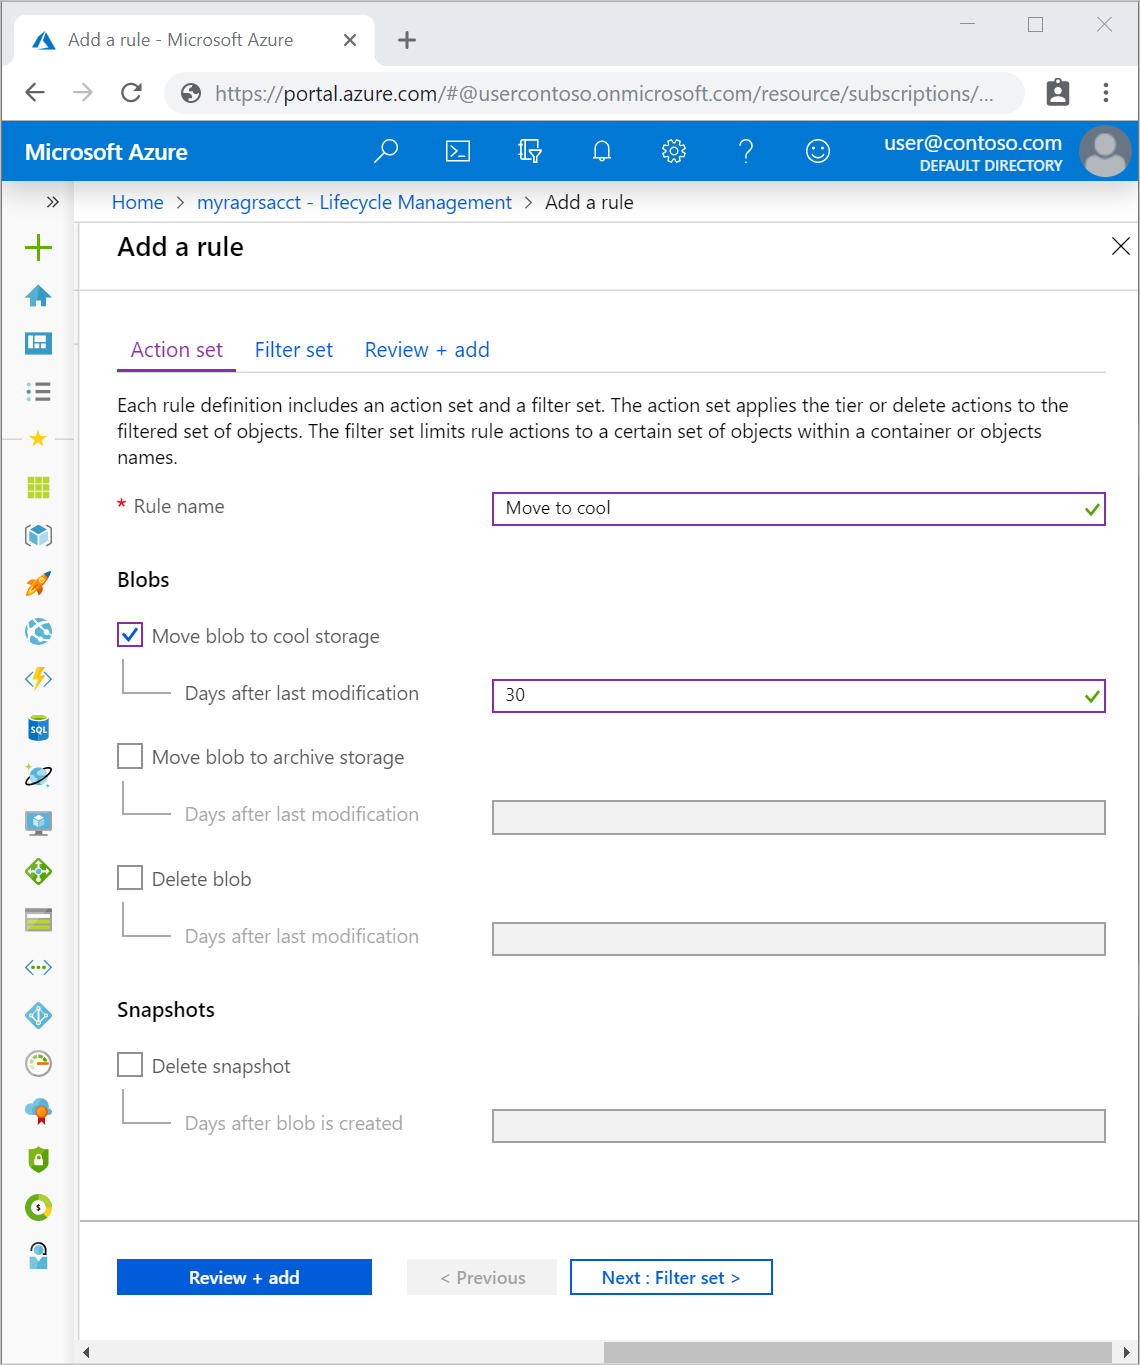 Add a rule - Microsoft Azure
https://portal.azure.com/#@usercontoso.onmicrosoft.com/resource/subscriptions/...
Microsoft Azure
user@contoso.com
DEFAULT DIRECTORY
Home > myragrsacct - Lifecycle Management > Add a rule
Add a rule
Action set Filter set Review + add
Each rule definition includes an action set and a filter set. The action set applies the tier or delete actions to the
filtered set of objects. The filter set limits rule actions to a certain set of objects within a container or objects
names.
* Rule name Move to cool
Blobs
Move blob to cool storage
Days after last modification 30
Move blob to archive storage
Days after last modification
Delete blob
Days after last modification
Snapshots
Delete snapshot
Days after blob is created
SQL
Review + add < Previous Next : Filter set >